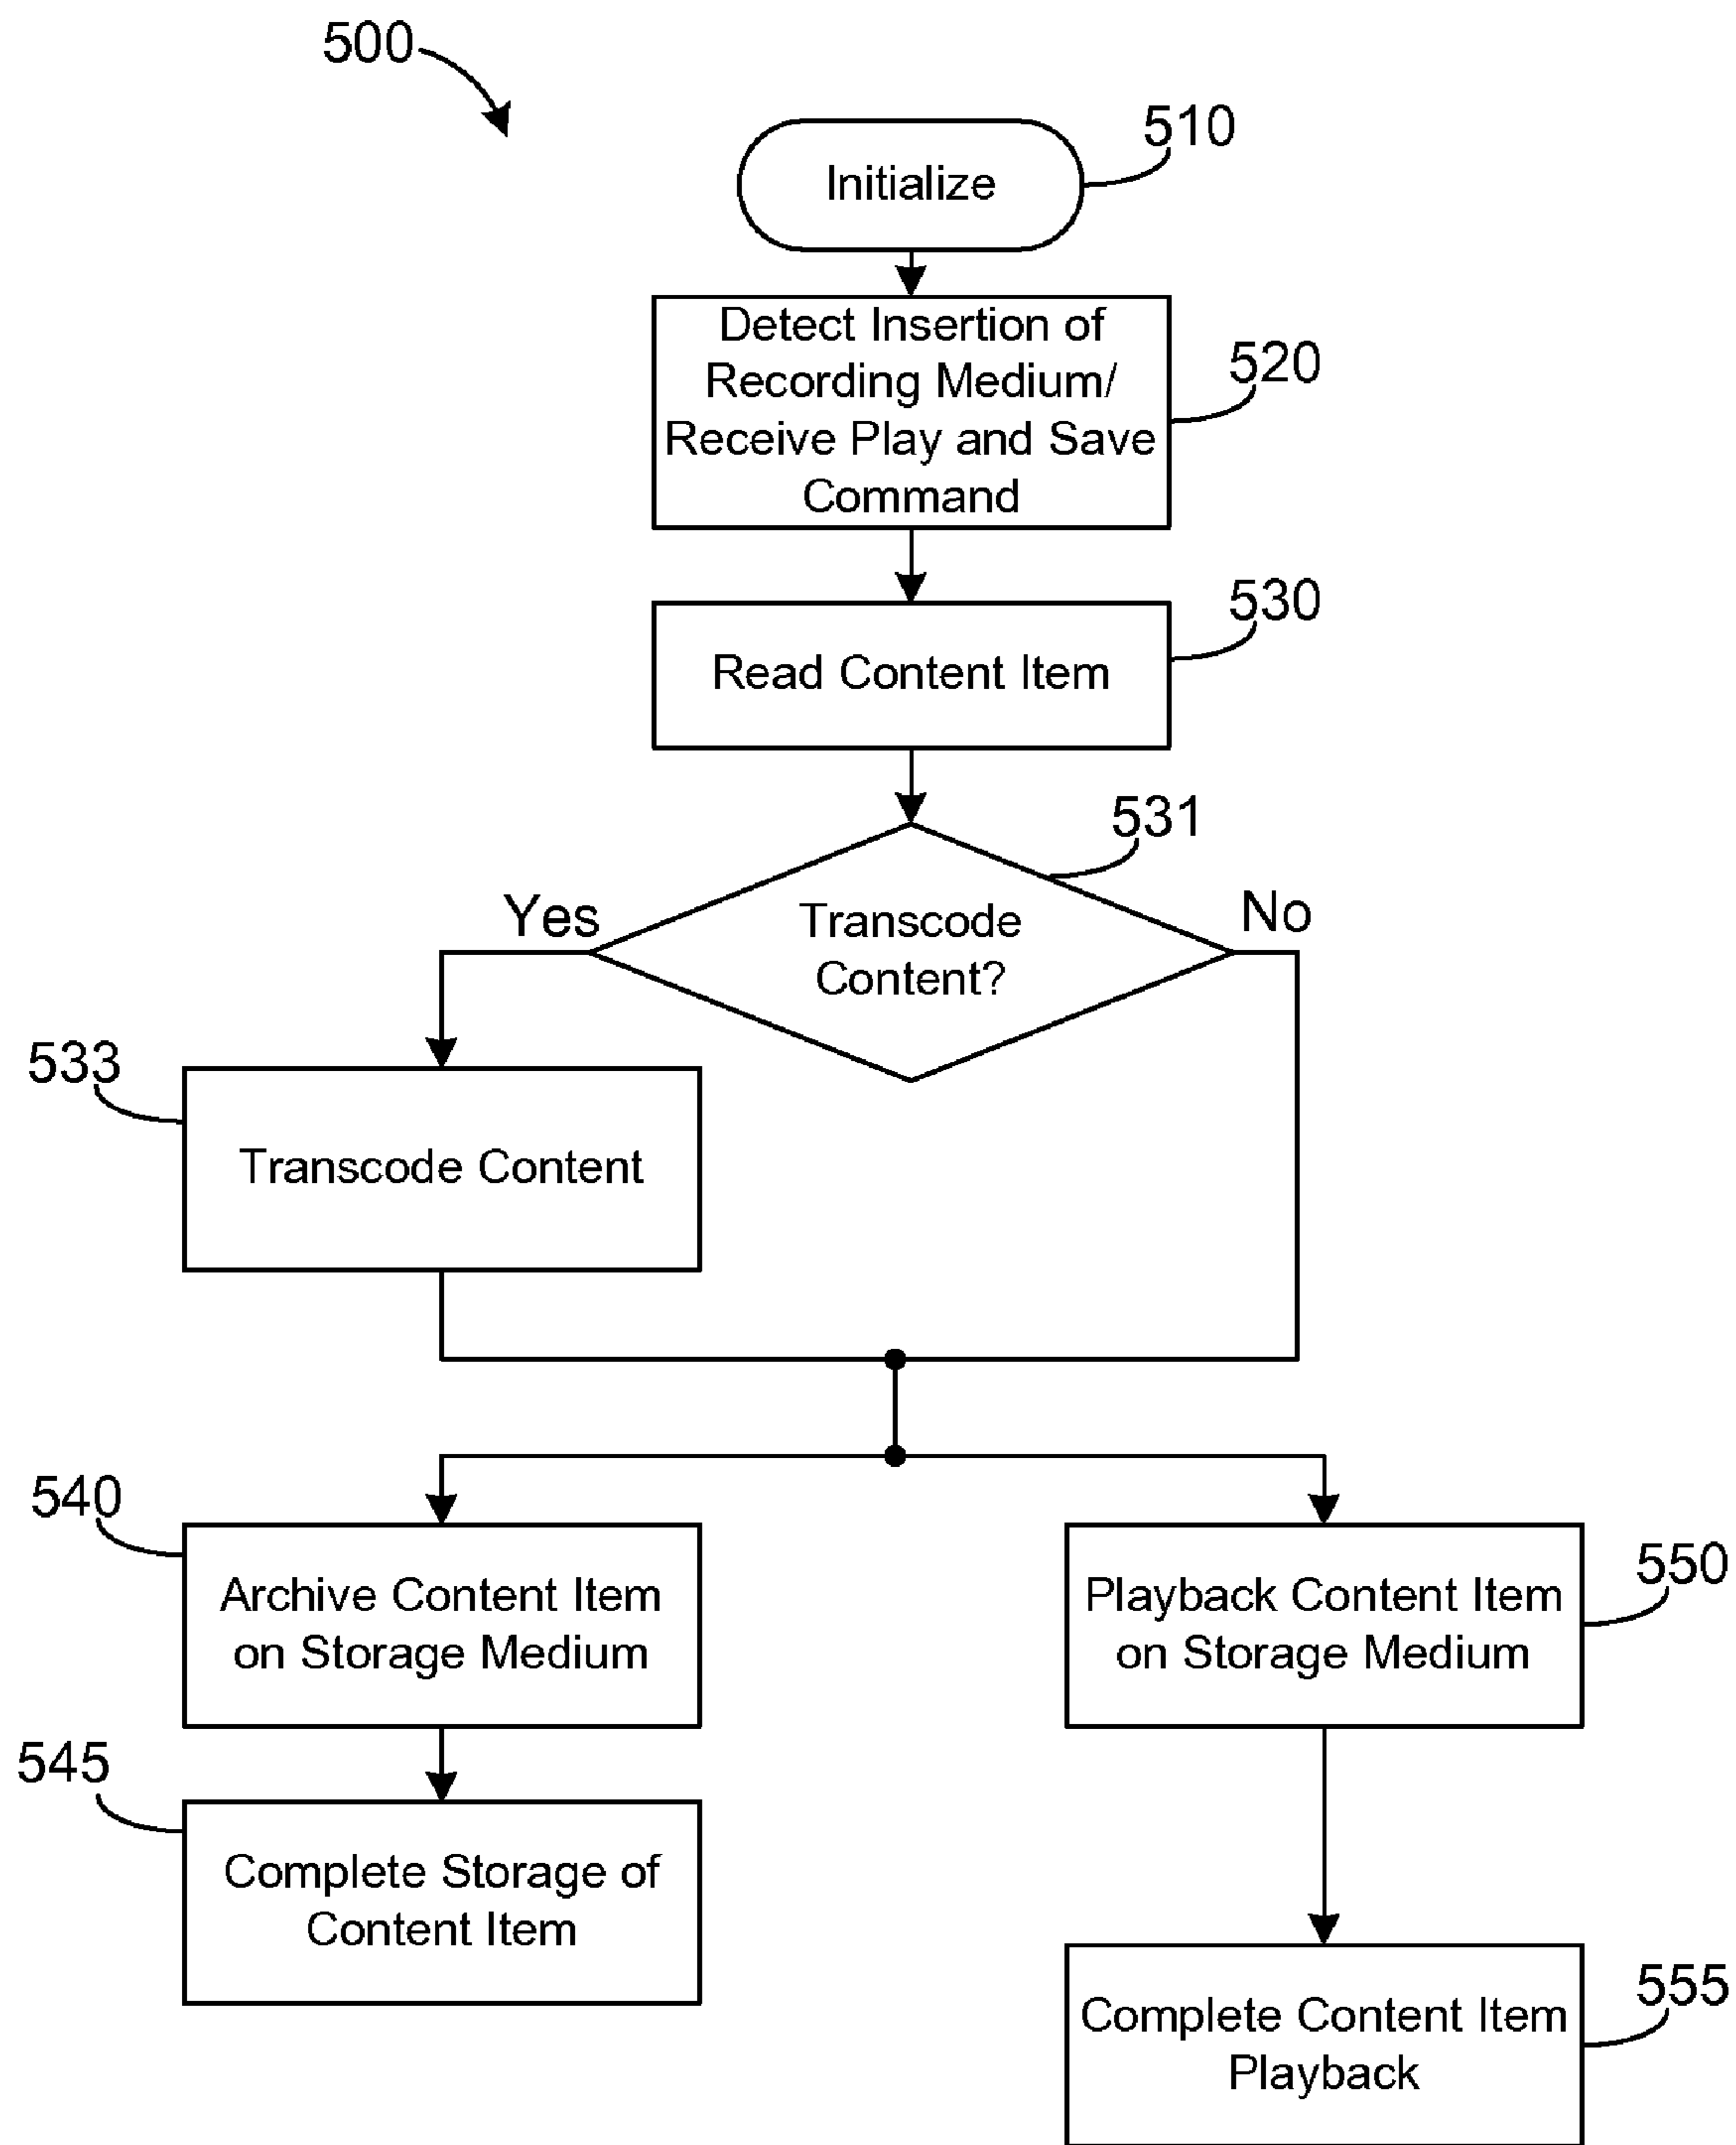 500
510
Initialize
Detect Insertion of
Recording Medium/
Receive Play and Save
Command
520
530
Read Content Item
531
Yes
No
Transcode
Content?
533
Transcode Content
540
Archive Content Item
on Storage Medium
550
Playback Content Item
on Storage Medium
545
Complete Storage of
Content Item
555
Complete Content Item
Playback